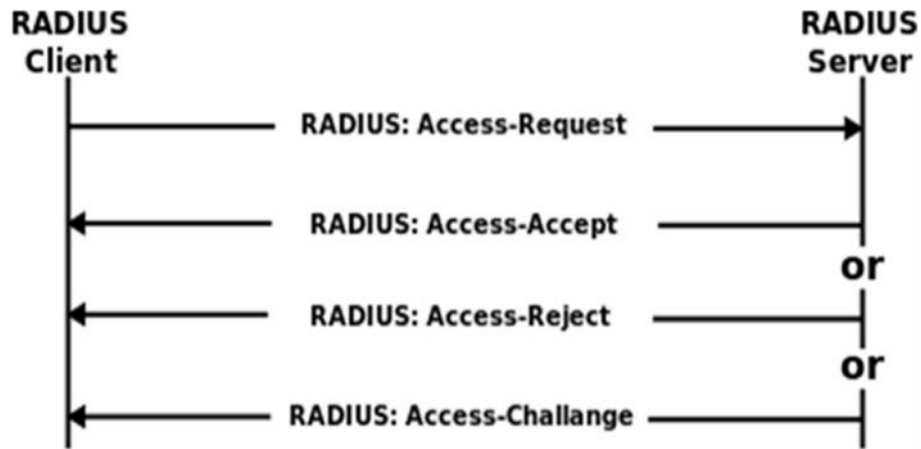 RADIUS
Client
RADIUS
Server
RADIUS: Access-Request
RADIUS: Access-Accept
or
RADIUS: Access-Reject
or
RADIUS: Access-Challange